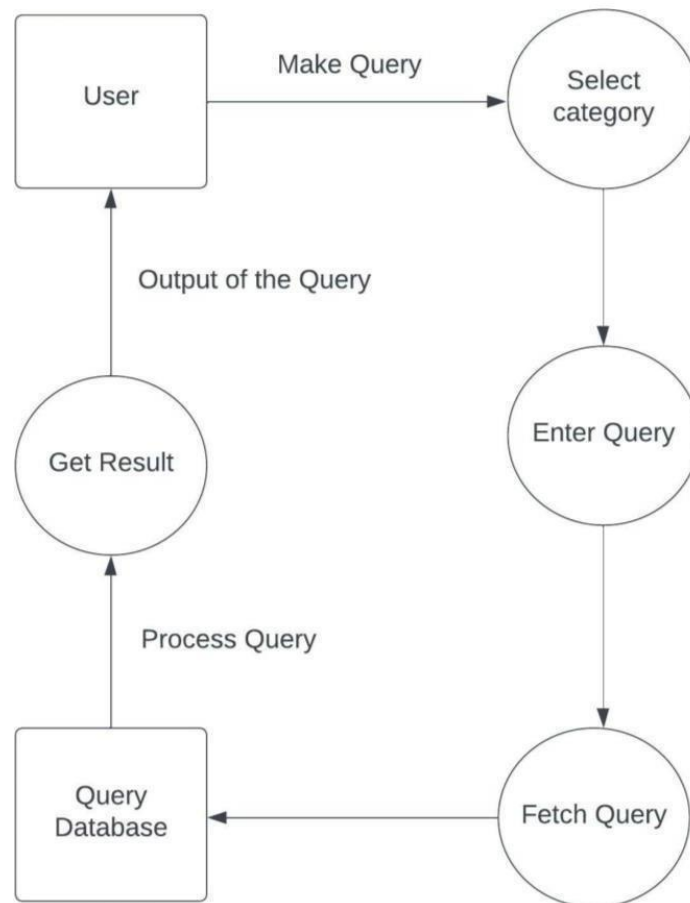 User
Make Query
Select
category
Output of the Query
Enter Query
Get Result
Process Query
Query
Database
Fetch Query